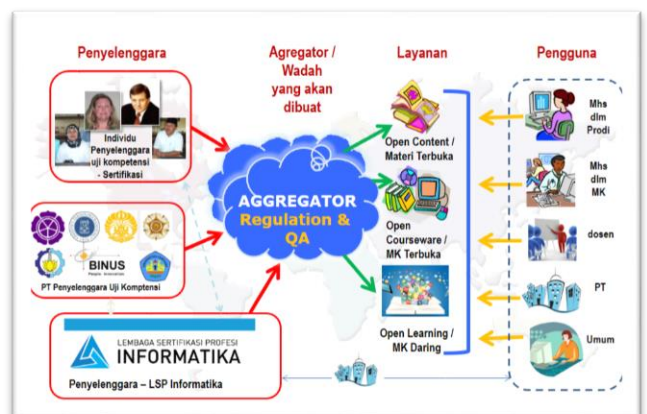 Penyelenggara
Agregator /
Wadah
yang akan
dibuat
Layanan
Pengguna
Individu
Penyelenggara
uji kompetensi
- Sertifikasi
BINUS
PT Penyelenggara Uji Komptensi
LEMBAGA SERTIFIKASI PROFESI
INFORMATIKA
Penyelenggara – LSP Informatika
AGGREGATOR
Regulation &
QA
Open Content /
Materi Terbuka
Open
Courseware /
MK Terbuka
Open Learning /
MK Daring
Mhs
dlm
Prodi
Mhs
dlm
MK
dosen
PT
Umum